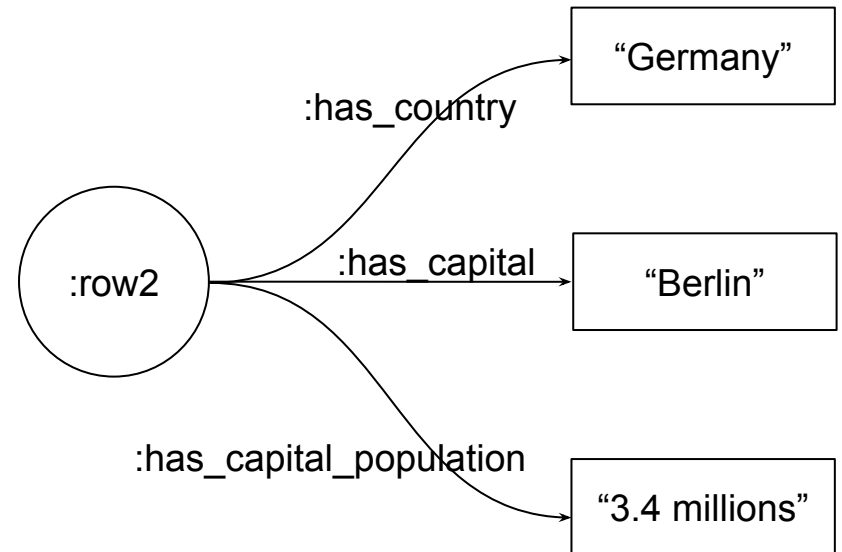 “Germany”
:has_country
:row2
:has_capital
“Berlin”
:has_capital_population
“3.4 millions”